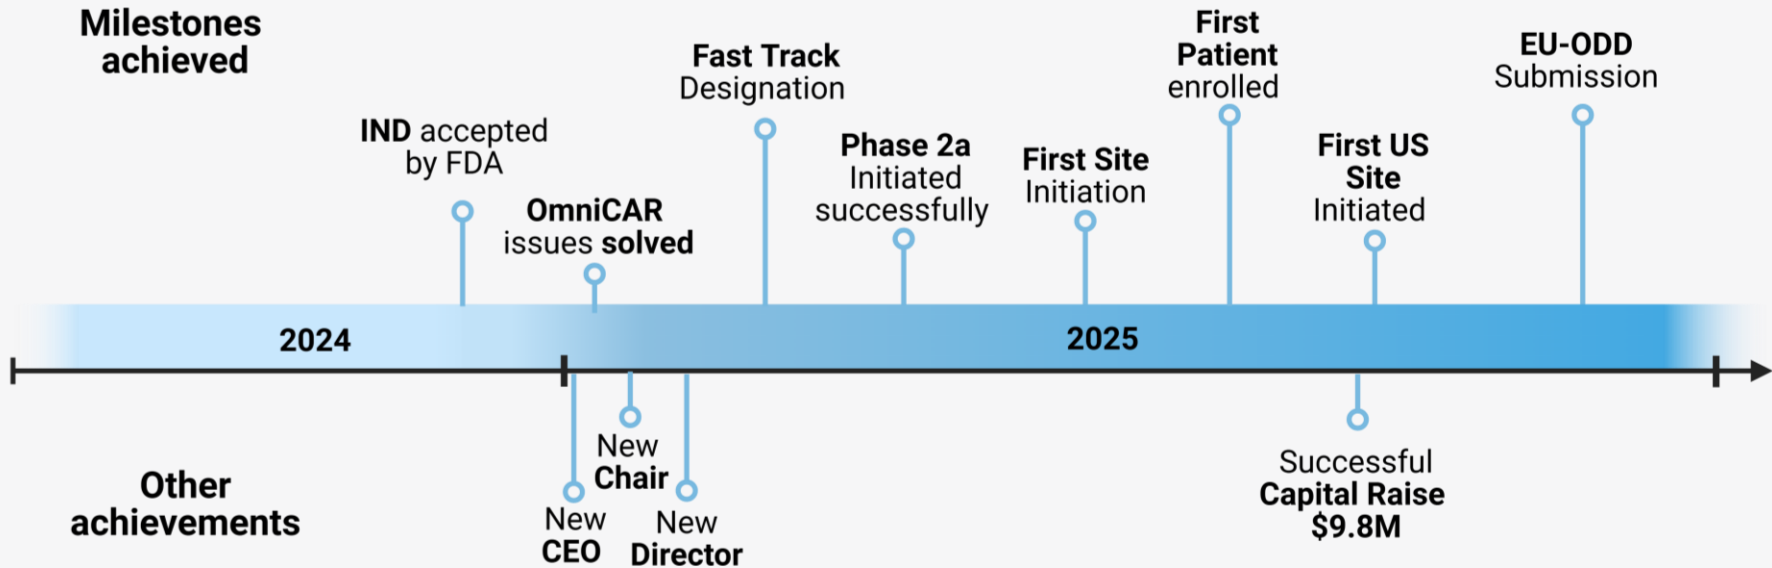 Milestones
achieved
IND accepted
by FDA
OmniCAR
issues solved
Fast Track
Designation
Phase 2a
Initiated
successfully
First Site
Initiation
First
Patient
enrolled
First US
Site
Initiated
EU-ODD
Submission
2024
2025
Other
achievements
New
CEO
New
Chair
New
Director
Successful
Capital Raise
$9.8M